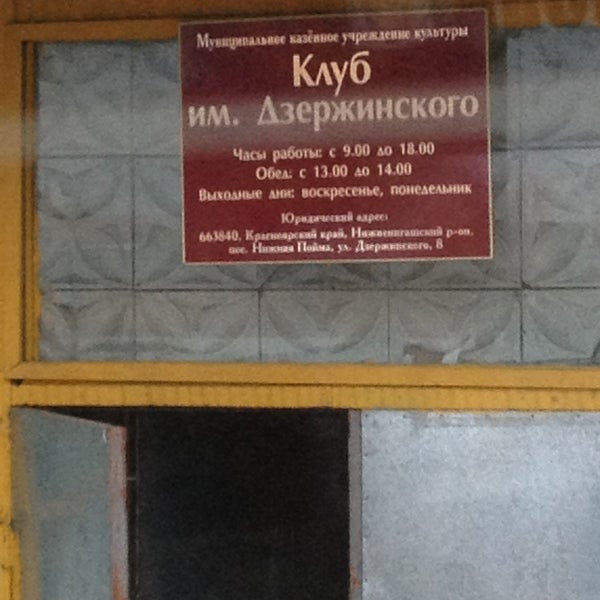 Муниципальное казённое учреждение культуры
Клуб
им. Дзержинского
Часы работы: с 9.00 до 18.00
Обед: с 13.00 до 14.00
Выходные дни: воскресенье, понедельник
Юридический адрес:
663840, Красноярский край, Нижнеингашский р-он,
пос. Нижняя Пойма, ул. Дзержинского, 8